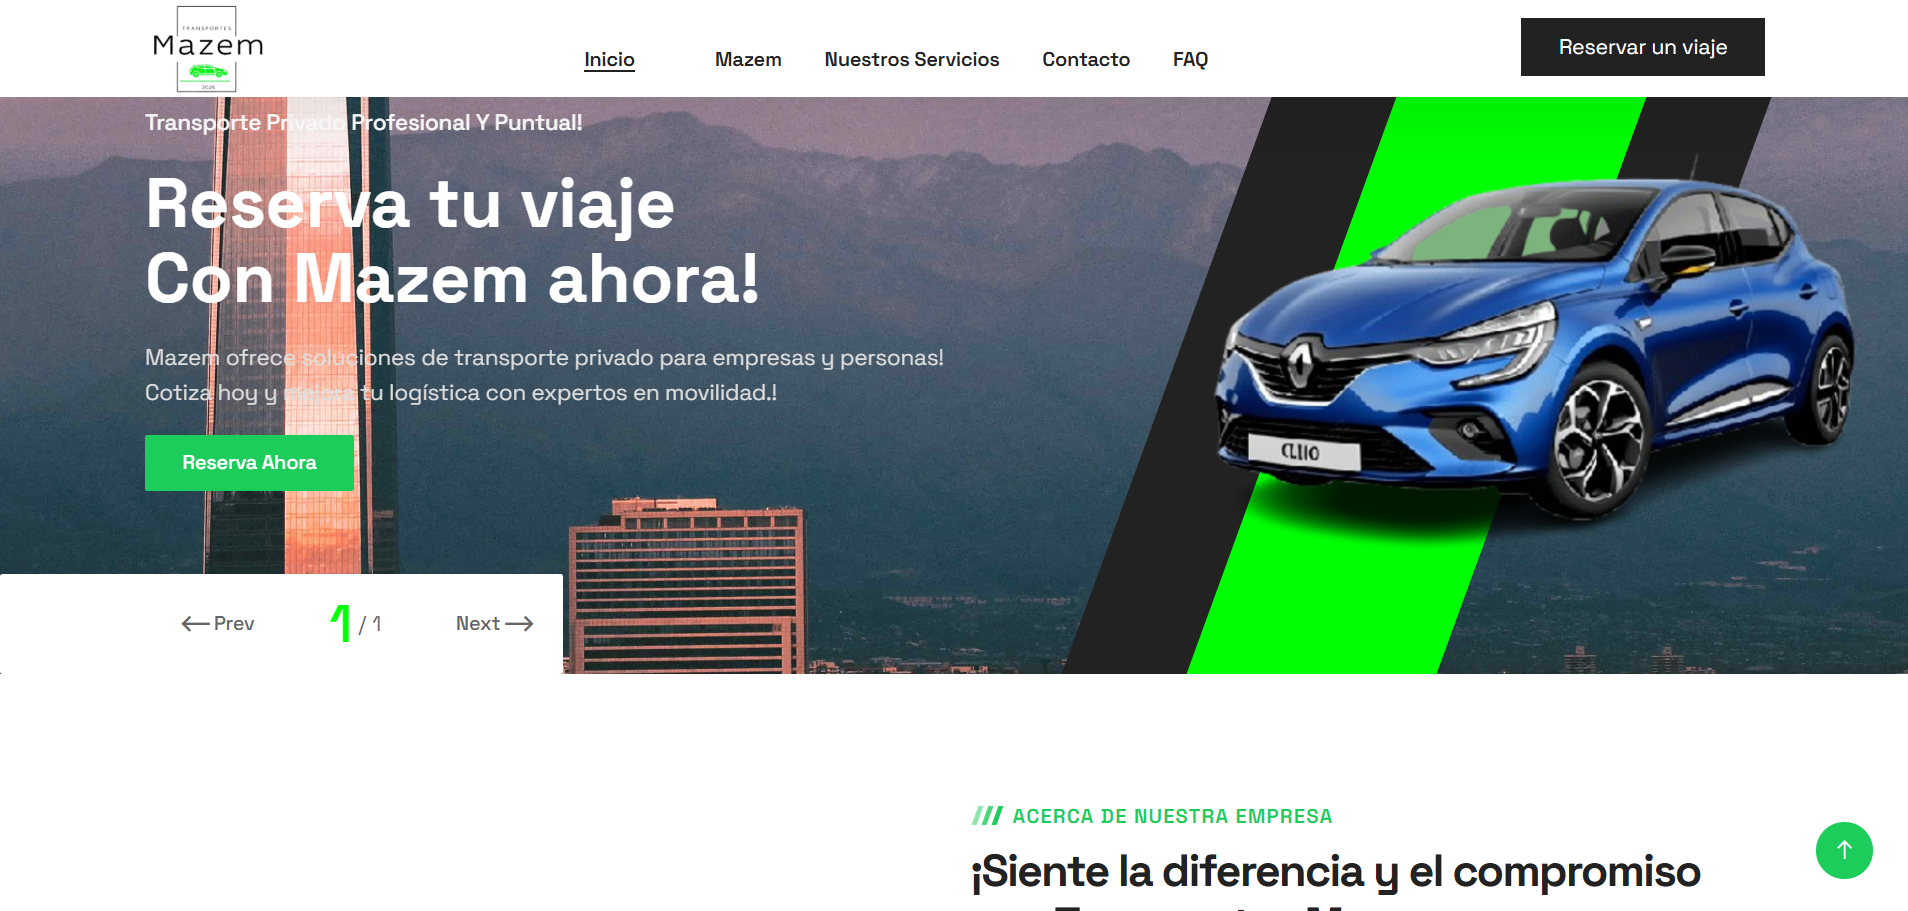 TRANSPORTES
Mazem
2025
Inicio
Mazem
Nuestros Servicios
Contacto
FAQ
Reservar un viaje
Transporte Privado Profesional Y Puntual!
Reserva tu viaje
Con Mazem ahora!
Mazem ofrece soluciones de transporte privado para empresas y personas!
Cotiza hoy y mejora tu logística con expertos en movilidad.!
Reserva Ahora
CLIIO
Prev
1 / 1
Next
ACERCA DE NUESTRA EMPRESA
¡Siente la diferencia y el compromiso